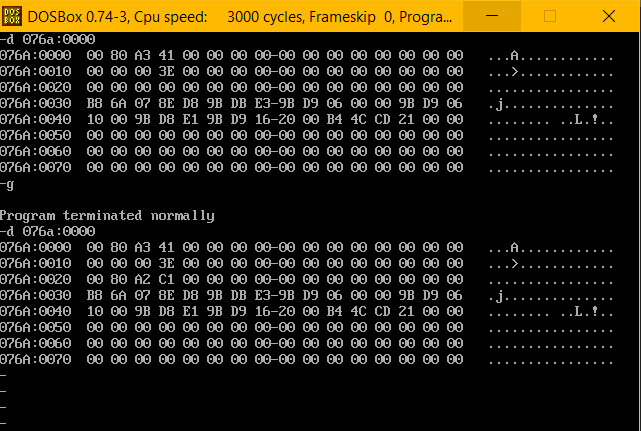 DOS
BOX
DOSBox 0.74-3, Cpu speed:    3000 cycles, Frameskip  0, Progra...
-d 076a:0000
076A:0000  00 80 A3 41 00 00 00 00-00 00 00 00 00 00 00 00   ...A............
076A:0010  00 00 00 3E 00 00 00 00-00 00 00 00 00 00 00 00   ...>............
076A:0020  00 00 00 00 00 00 00 00-00 00 00 00 00 00 00 00   ................
076A:0030  B8 6A 07 8E D8 9B DB E3-9B D9 06 00 00 9B D9 06   .j..............
076A:0040  10 00 9B D8 E1 9B D9 16-20 00 B4 4C CD 21 00 00   ........ ..L.!..
076A:0050  00 00 00 00 00 00 00 00-00 00 00 00 00 00 00 00   ................
076A:0060  00 00 00 00 00 00 00 00-00 00 00 00 00 00 00 00   ................
076A:0070  00 00 00 00 00 00 00 00-00 00 00 00 00 00 00 00   ................
-g
Program terminated normally
-d 076a:0000
076A:0000  00 80 A3 41 00 00 00 00-00 00 00 00 00 00 00 00   ...A............
076A:0010  00 00 00 3E 00 00 00 00-00 00 00 00 00 00 00 00   ...>............
076A:0020  00 80 A2 C1 00 00 00 00-00 00 00 00 00 00 00 00   ................
076A:0030  B8 6A 07 8E D8 9B DB E3-9B D9 06 00 00 9B D9 06   .j..............
076A:0040  10 00 9B D8 E1 9B D9 16-20 00 B4 4C CD 21 00 00   ........ ..L.!..
076A:0050  00 00 00 00 00 00 00 00-00 00 00 00 00 00 00 00   ................
076A:0060  00 00 00 00 00 00 00 00-00 00 00 00 00 00 00 00   ................
076A:0070  00 00 00 00 00 00 00 00-00 00 00 00 00 00 00 00   ................
-
-
-
-